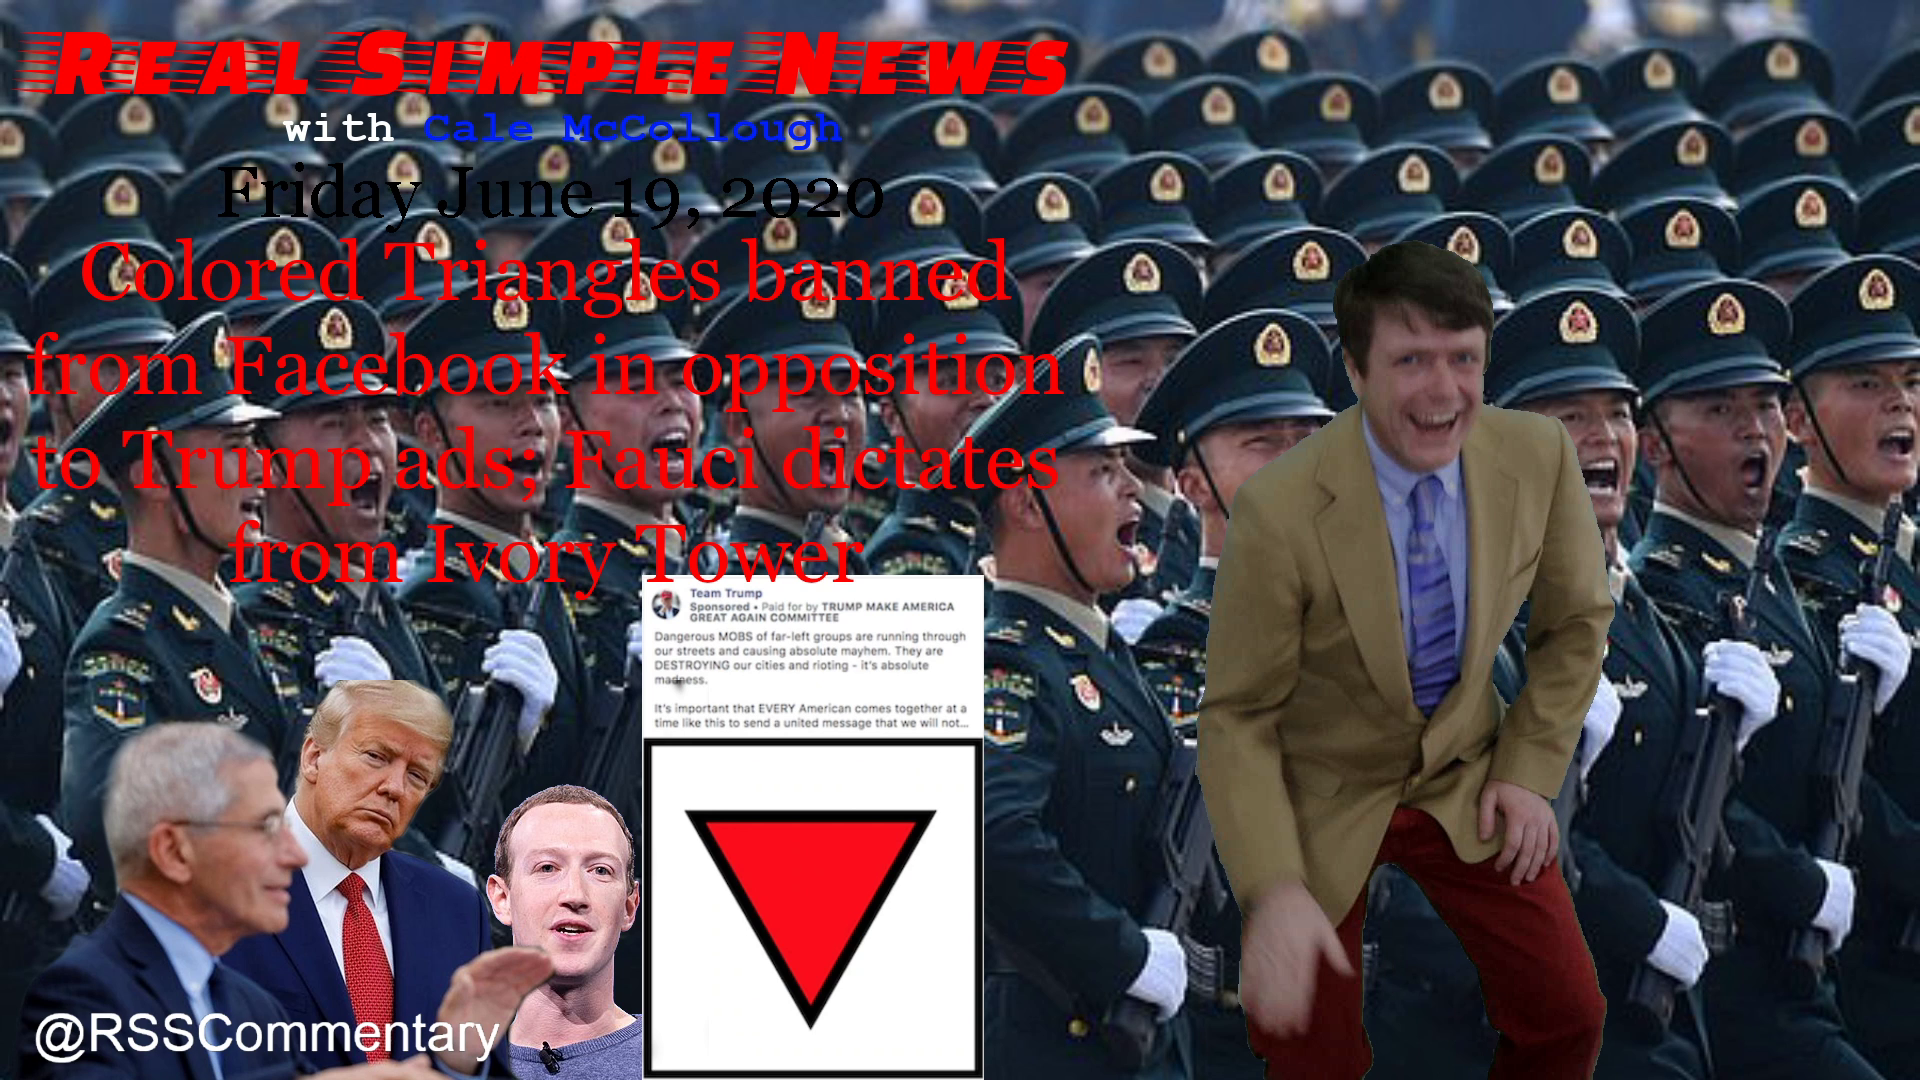 Real Simple News
with Cale McCollough
Friday June 19, 2020
Colored Triangles banned
from Facebook in opposition
to Trump ads; Fauci dictates
from Ivory Tower
Team Trump
Sponsored • Paid for by TRUMP MAKE AMERICA
GREAT AGAIN COMMITTEE
Dangerous MOBS of far-left groups are running through
our streets and causing absolute mayhem. They are
DESTROYING our cities and rioting - it's absolute
madness.
It's important that EVERY American comes together at a
time like this to send a united message that we will not...
@RSSCommentary